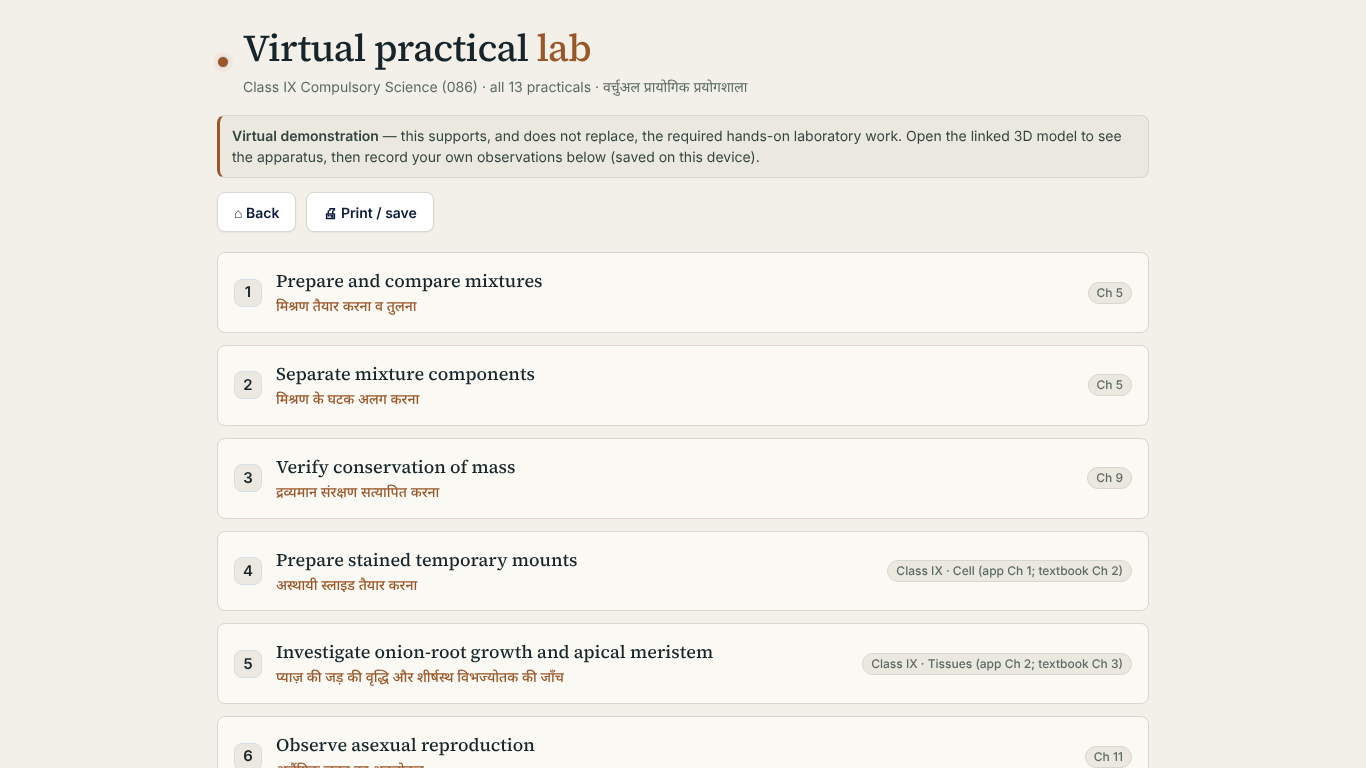 Virtual practical lab
Class IX Compulsory Science (086) · all 13 practicals · वर्चुअल प्रायोगिक प्रयोगशाला
Virtual demonstration — this supports, and does not replace, the required hands-on laboratory work. Open the linked 3D model to see
the apparatus, then record your own observations below (saved on this device).
⌂ Back
🖨 Print / save
1
Prepare and compare mixtures
मिश्रण तैयार करना व तुलना
Ch 5
2
Separate mixture components
मिश्रण के घटक अलग करना
Ch 5
3
Verify conservation of mass
द्रव्यमान संरक्षण सत्यापित करना
Ch 9
4
Prepare stained temporary mounts
अस्थायी स्लाइड तैयार करना
Class IX · Cell (app Ch 1; textbook Ch 2)
5
Investigate onion-root growth and apical meristem
प्याज़ की जड़ की वृद्धि और शीर्षस्थ विभज्योतक की जाँच
Class IX · Tissues (app Ch 2; textbook Ch 3)
6
Observe asexual reproduction
Ch 11